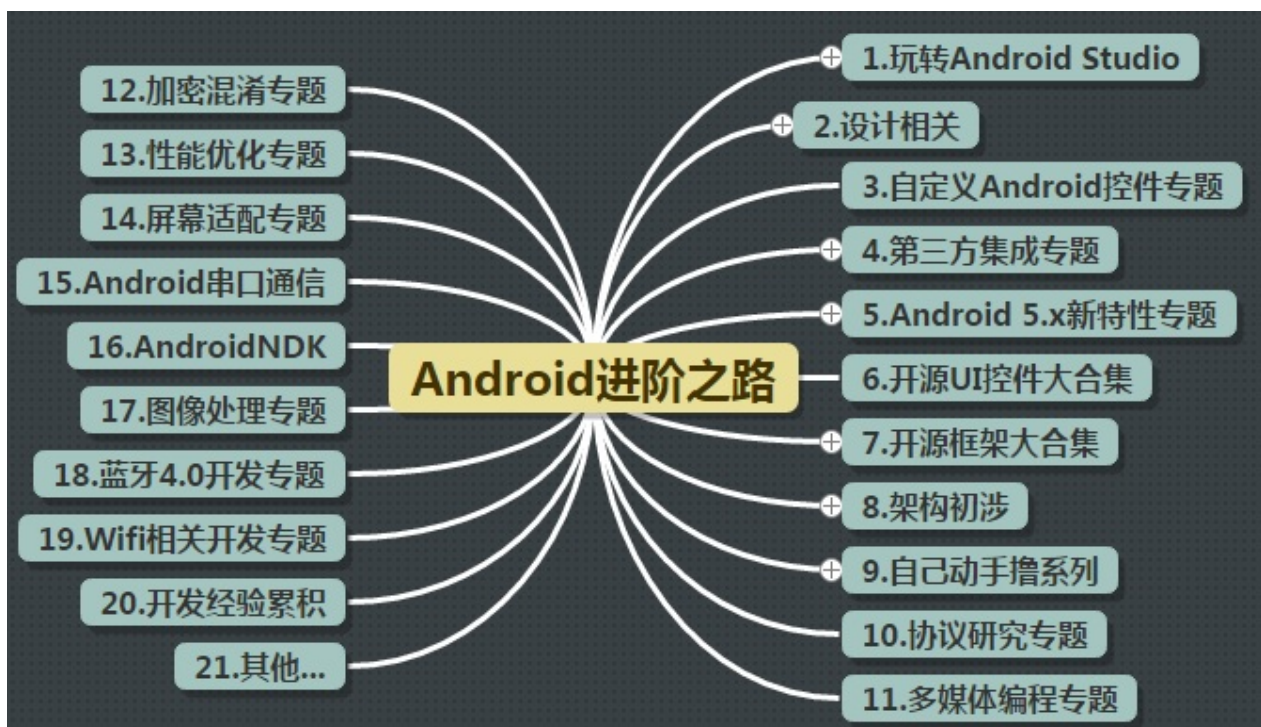 Android进阶之路
1.玩转Android Studio
2.设计相关
3.自定义Android控件专题
4.第三方集成专题
5.Android 5.x新特性专题
6.开源UI控件大合集
7.开源框架大合集
8.架构初涉
9.自己动手撸系列
10.协议研究专题
11.多媒体编程专题
12.加密混淆专题
13.性能优化专题
14.屏幕适配专题
15.Android串口通信
16.AndroidNDK
17.图像处理专题
18.蓝牙4.0开发专题
19.Wifi相关开发专题
20.开发经验累积
21.其他...